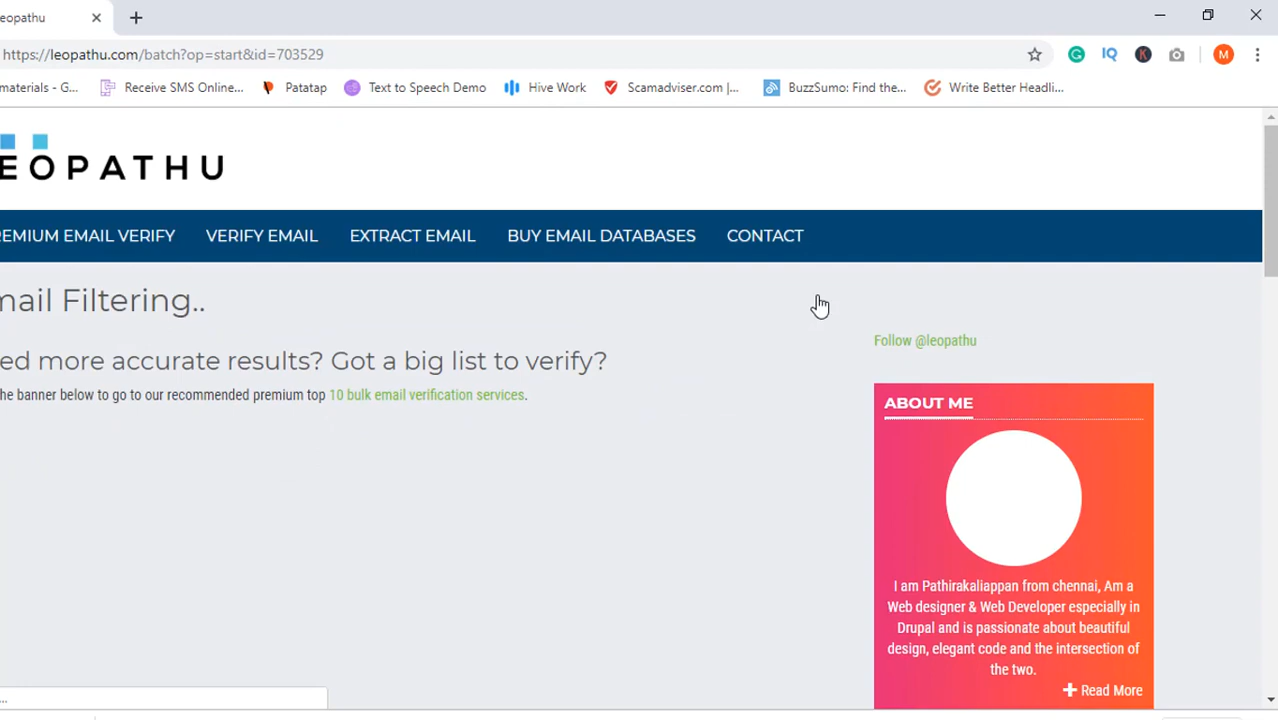 eopathu
https://leopathu.com/batch?op=start&id=703529
materials - G...
Receive SMS Online...
Patatap
Text to Speech Demo
Hive Work
Scamadviser.com |...
BuzzSumo: Find the...
Write Better Headli...
IQ
K
M
EOPATHU
REMIUM EMAIL VERIFY
VERIFY EMAIL
EXTRACT EMAIL
BUY EMAIL DATABASES
CONTACT
mail Filtering..
ed more accurate results? Got a big list to verify?
he banner below to go to our recommended premium top 10 bulk email verification services.
Follow @leopathu
ABOUT ME
I am Pathirakaliappan from chennai, Am a
Web designer & Web Developer especially in
Drupal and is passionate about beautiful
design, elegant code and the intersection of
the two.
Read More
...